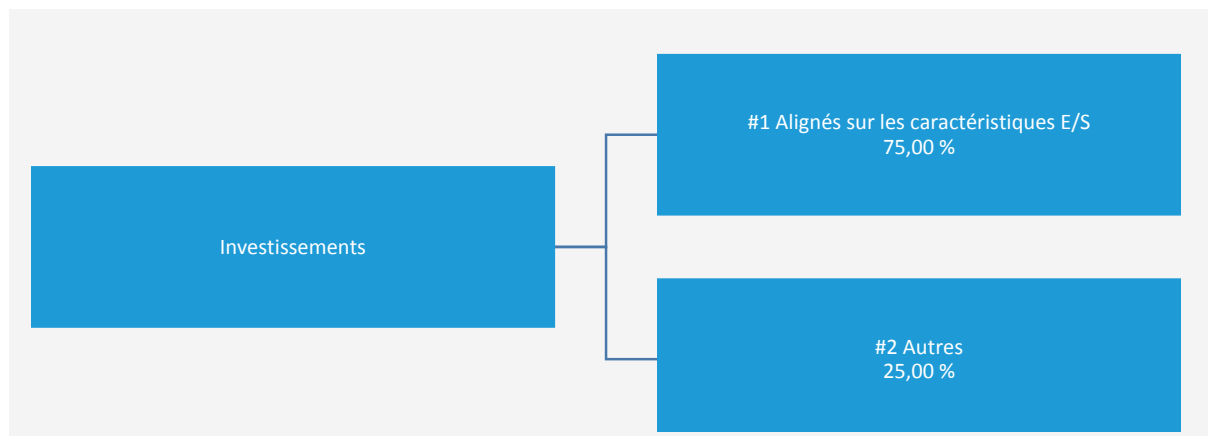 Investissements
#1 Alignés sur les caractéristiques E/S
75,00 %
#2 Autres
25,00 %